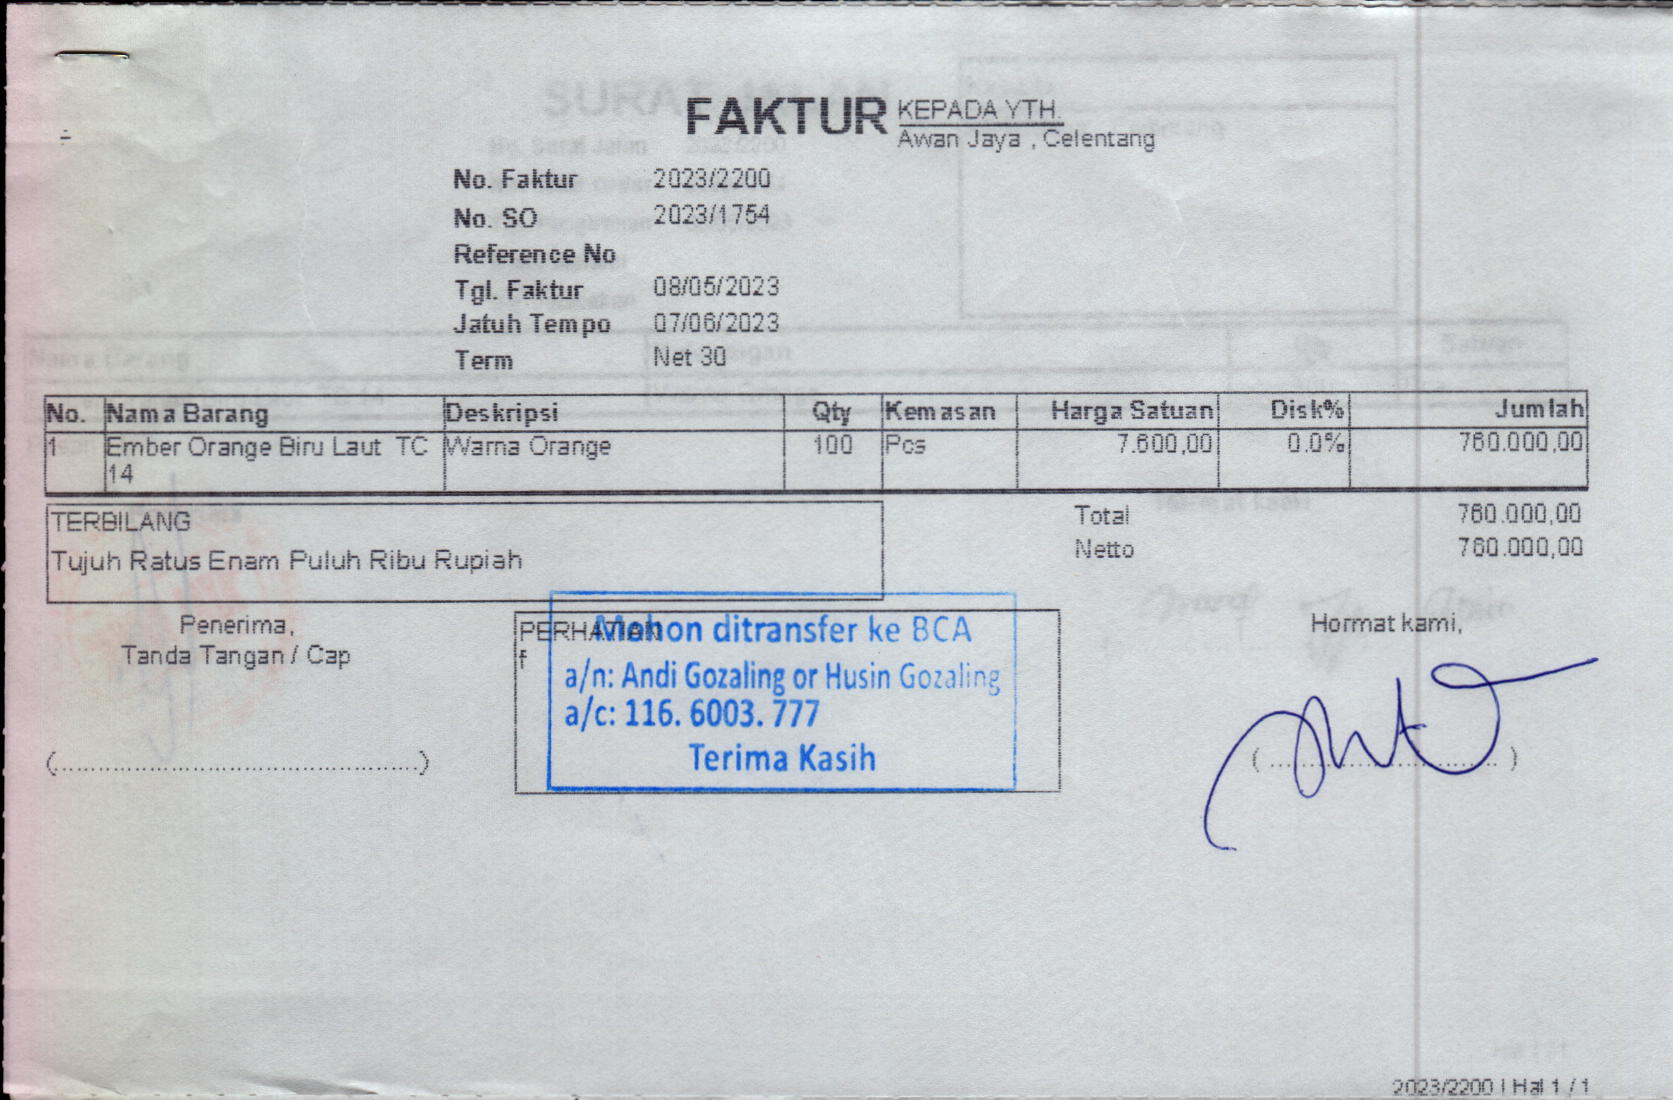 FAKTUR
KEPADA YTH.
Awan Jaya , Celentang
No. Faktur 2023/2200
No. SO 2023/1754
Reference No
Tgl. Faktur 08/05/2023
Jatuh Tempo 07/06/2023
Term Net 30
No. Nama Barang Deskripsi Qty Kemasan Harga Satuan Disk% Jumlah
1 Ember Orange Biru Laut TC Warna Orange 100 Pcs 7.600,00 0.0% 760.000,00
14
TERBILANG
Tujuh Ratus Enam Puluh Ribu Rupiah
Total 760.000,00
Netto 760.000,00
Penerima,
Tanda Tangan / Cap
(..............................................)
PERHATIAN
f
Mohon ditransfer ke BCA
a/n: Andi Gozaling or Husin Gozaling
a/c: 116. 6003. 777
Terima Kasih
Hormat kami,
(..............................)
2023/2200 | Hal 1 / 1